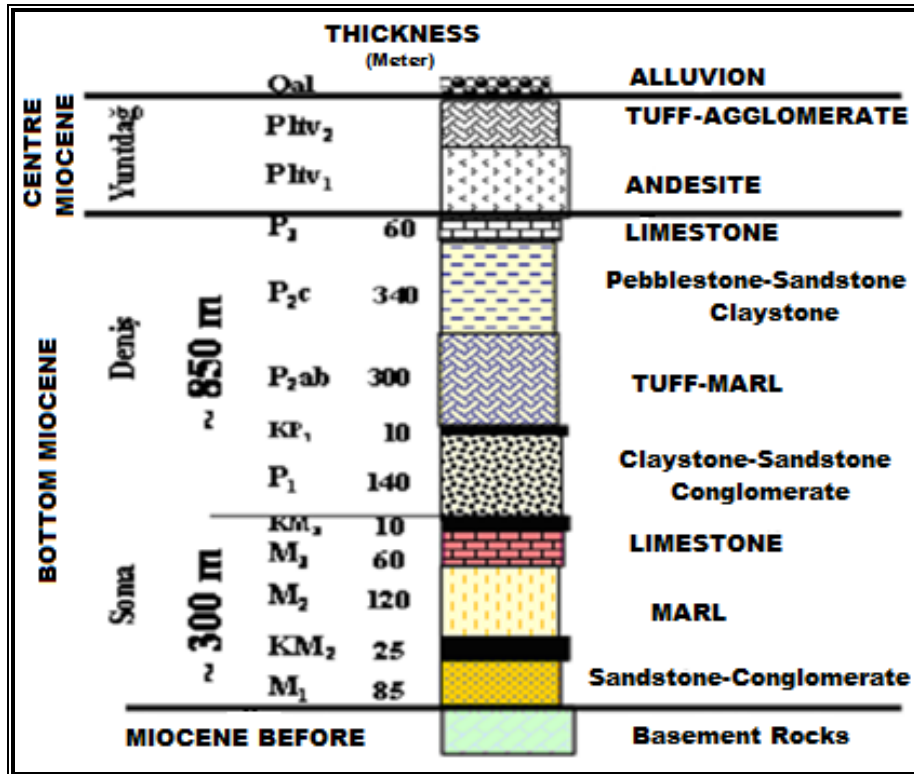 THICKNESS
(Meter)
Qal ALLUVION
CENTRE MIOCENE
Yuntdağ
Pltv₂ TUFF-AGGLOMERATE
Pltv₁ ANDESITE
BOTTOM MIOCENE
Deniş
~ 850 m
P₃ 60 LIMESTONE
P₂c 340 Pebblestone-Sandstone
Claystone
P₂ab 300 TUFF-MARL
KP₁ 10
P₁ 140 Claystone-Sandstone
Conglomerate
Soma
~ 300 m
KM₃ 10
M₃ 60 LIMESTONE
M₂ 120 MARL
KM₂ 25
M₁ 85 Sandstone-Conglomerate
MIOCENE BEFORE Basement Rocks